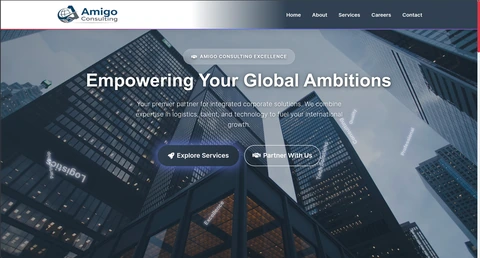 Amigo
Consulting
Home About Services Careers Contact
AMIGO CONSULTING EXCELLENCE
Empowering Your Global Ambitions
Your premier partner for integrated corporate solutions. We combine
expertise in logistics, talent, and technology to fuel your international
growth.
Explore Services
Partner With Us
Logistics